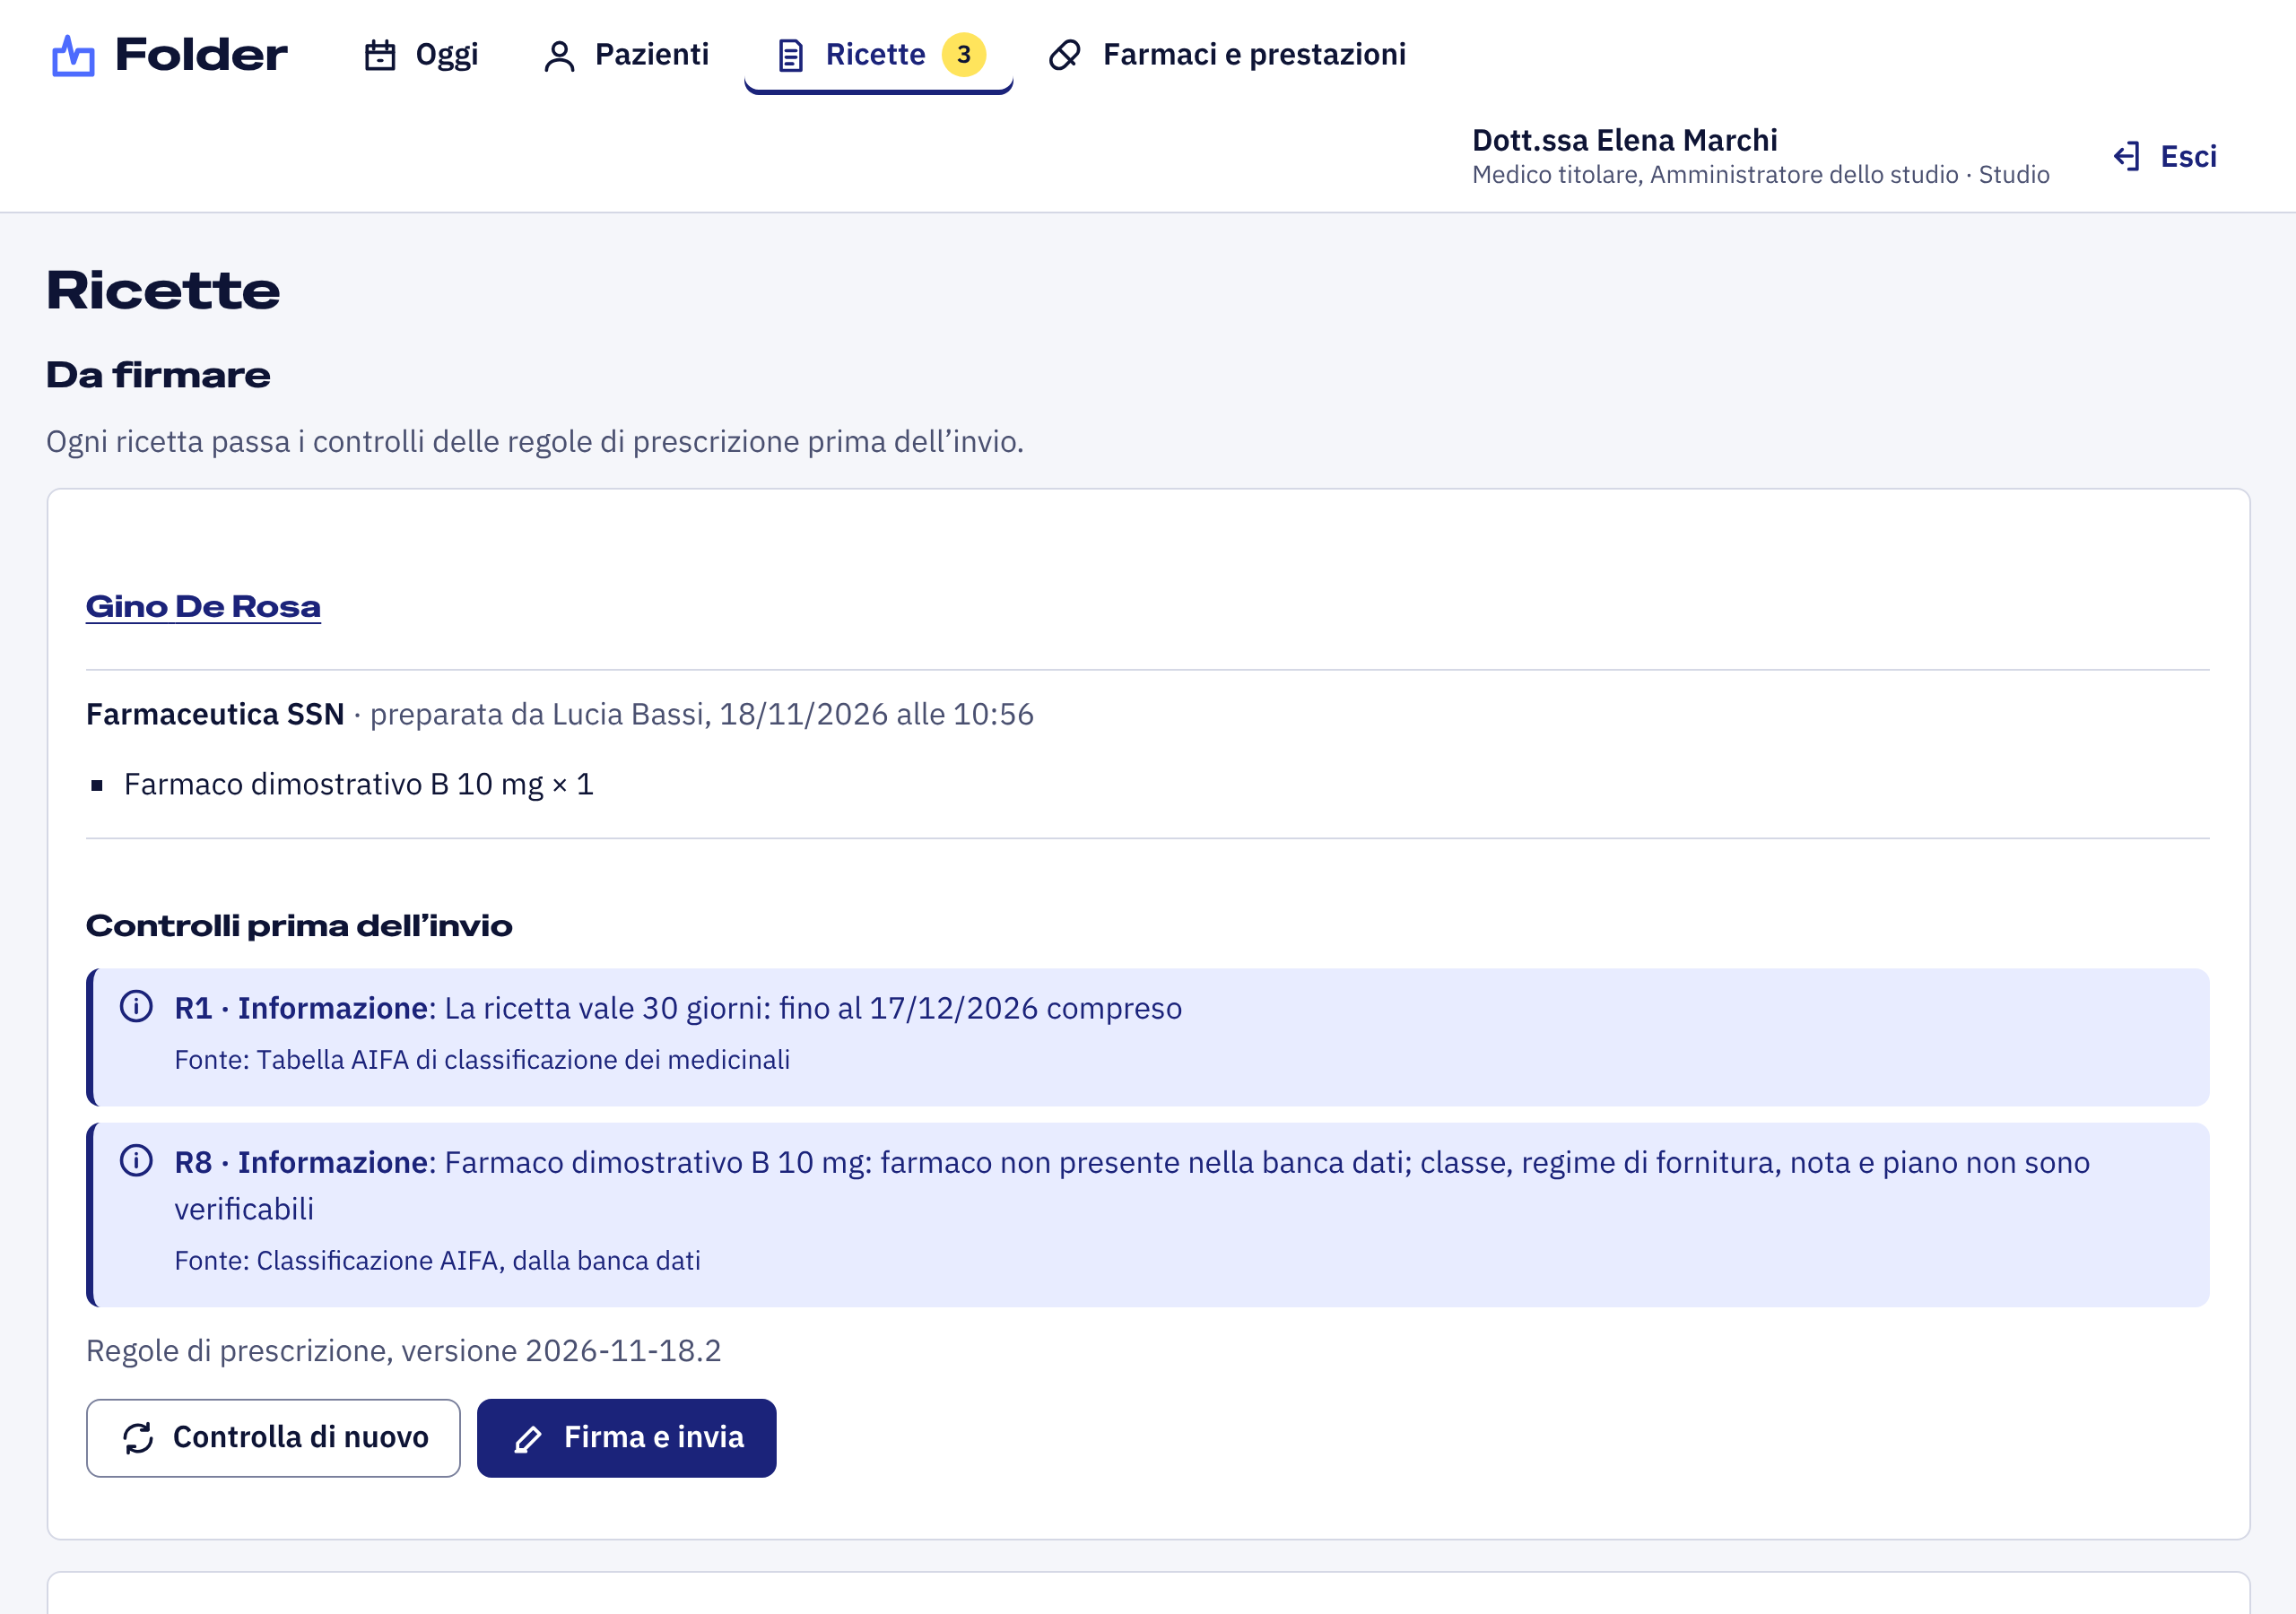 Folder
Oggi
Pazienti
Ricette 3
Farmaci e prestazioni
Dott.ssa Elena Marchi
Medico titolare, Amministratore dello studio · Studio
Esci
Ricette
Da firmare
Ogni ricetta passa i controlli delle regole di prescrizione prima dell’invio.
Gino De Rosa
Farmaceutica SSN · preparata da Lucia Bassi, 18/11/2026 alle 10:56
▪ Farmaco dimostrativo B 10 mg × 1
Controlli prima dell’invio
R1 · Informazione: La ricetta vale 30 giorni: fino al 17/12/2026 compreso
Fonte: Tabella AIFA di classificazione dei medicinali
R8 · Informazione: Farmaco dimostrativo B 10 mg: farmaco non presente nella banca dati; classe, regime di fornitura, nota e piano non sono
verificabili
Fonte: Classificazione AIFA, dalla banca dati
Regole di prescrizione, versione 2026-11-18.2
Controlla di nuovo
Firma e invia